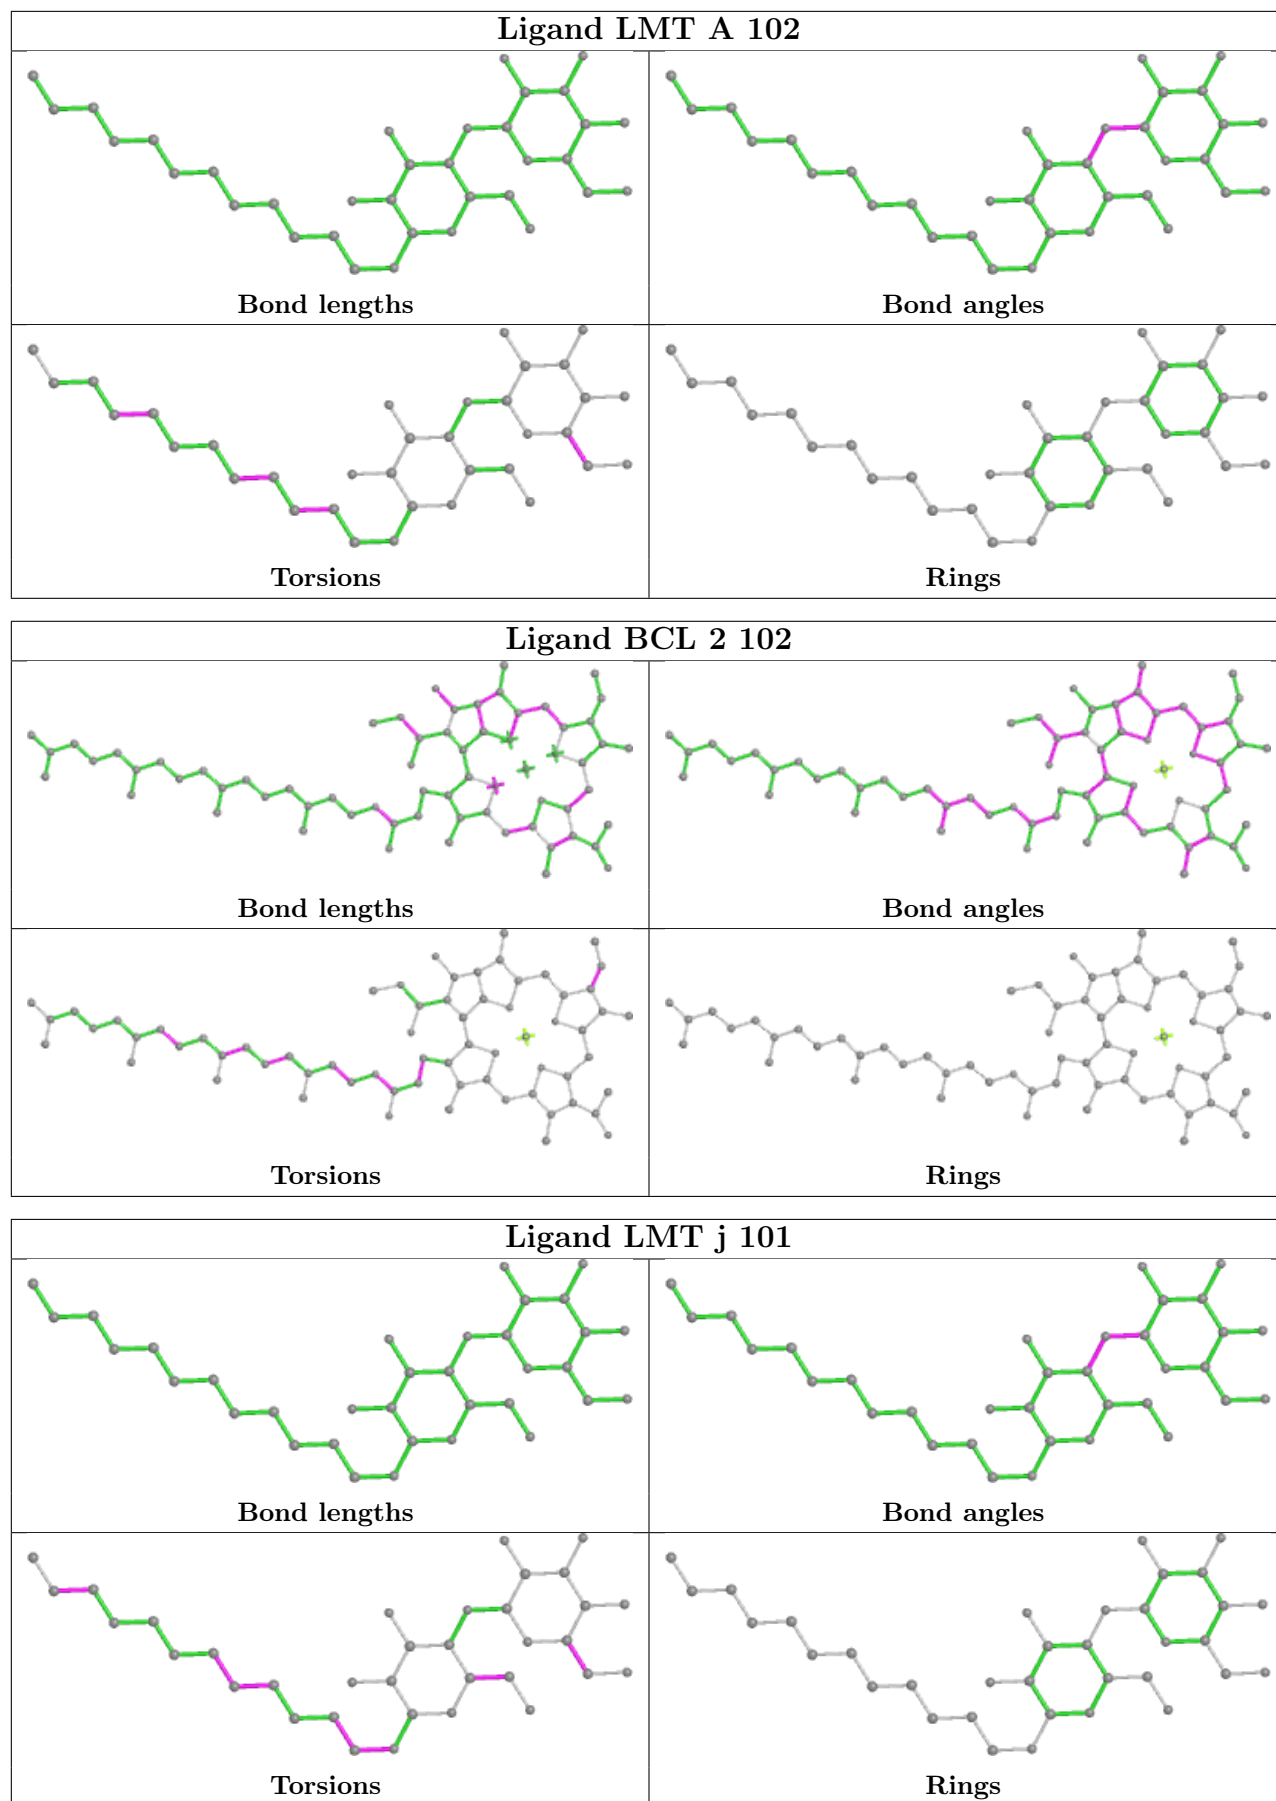 Ligand LMT A 102
Bond lengths
Bond angles
Torsions
Rings
Ligand BCL 2 102
Bond lengths
Bond angles
Torsions
Rings
Ligand LMT j 101
Bond lengths
Bond angles
Torsions
Rings